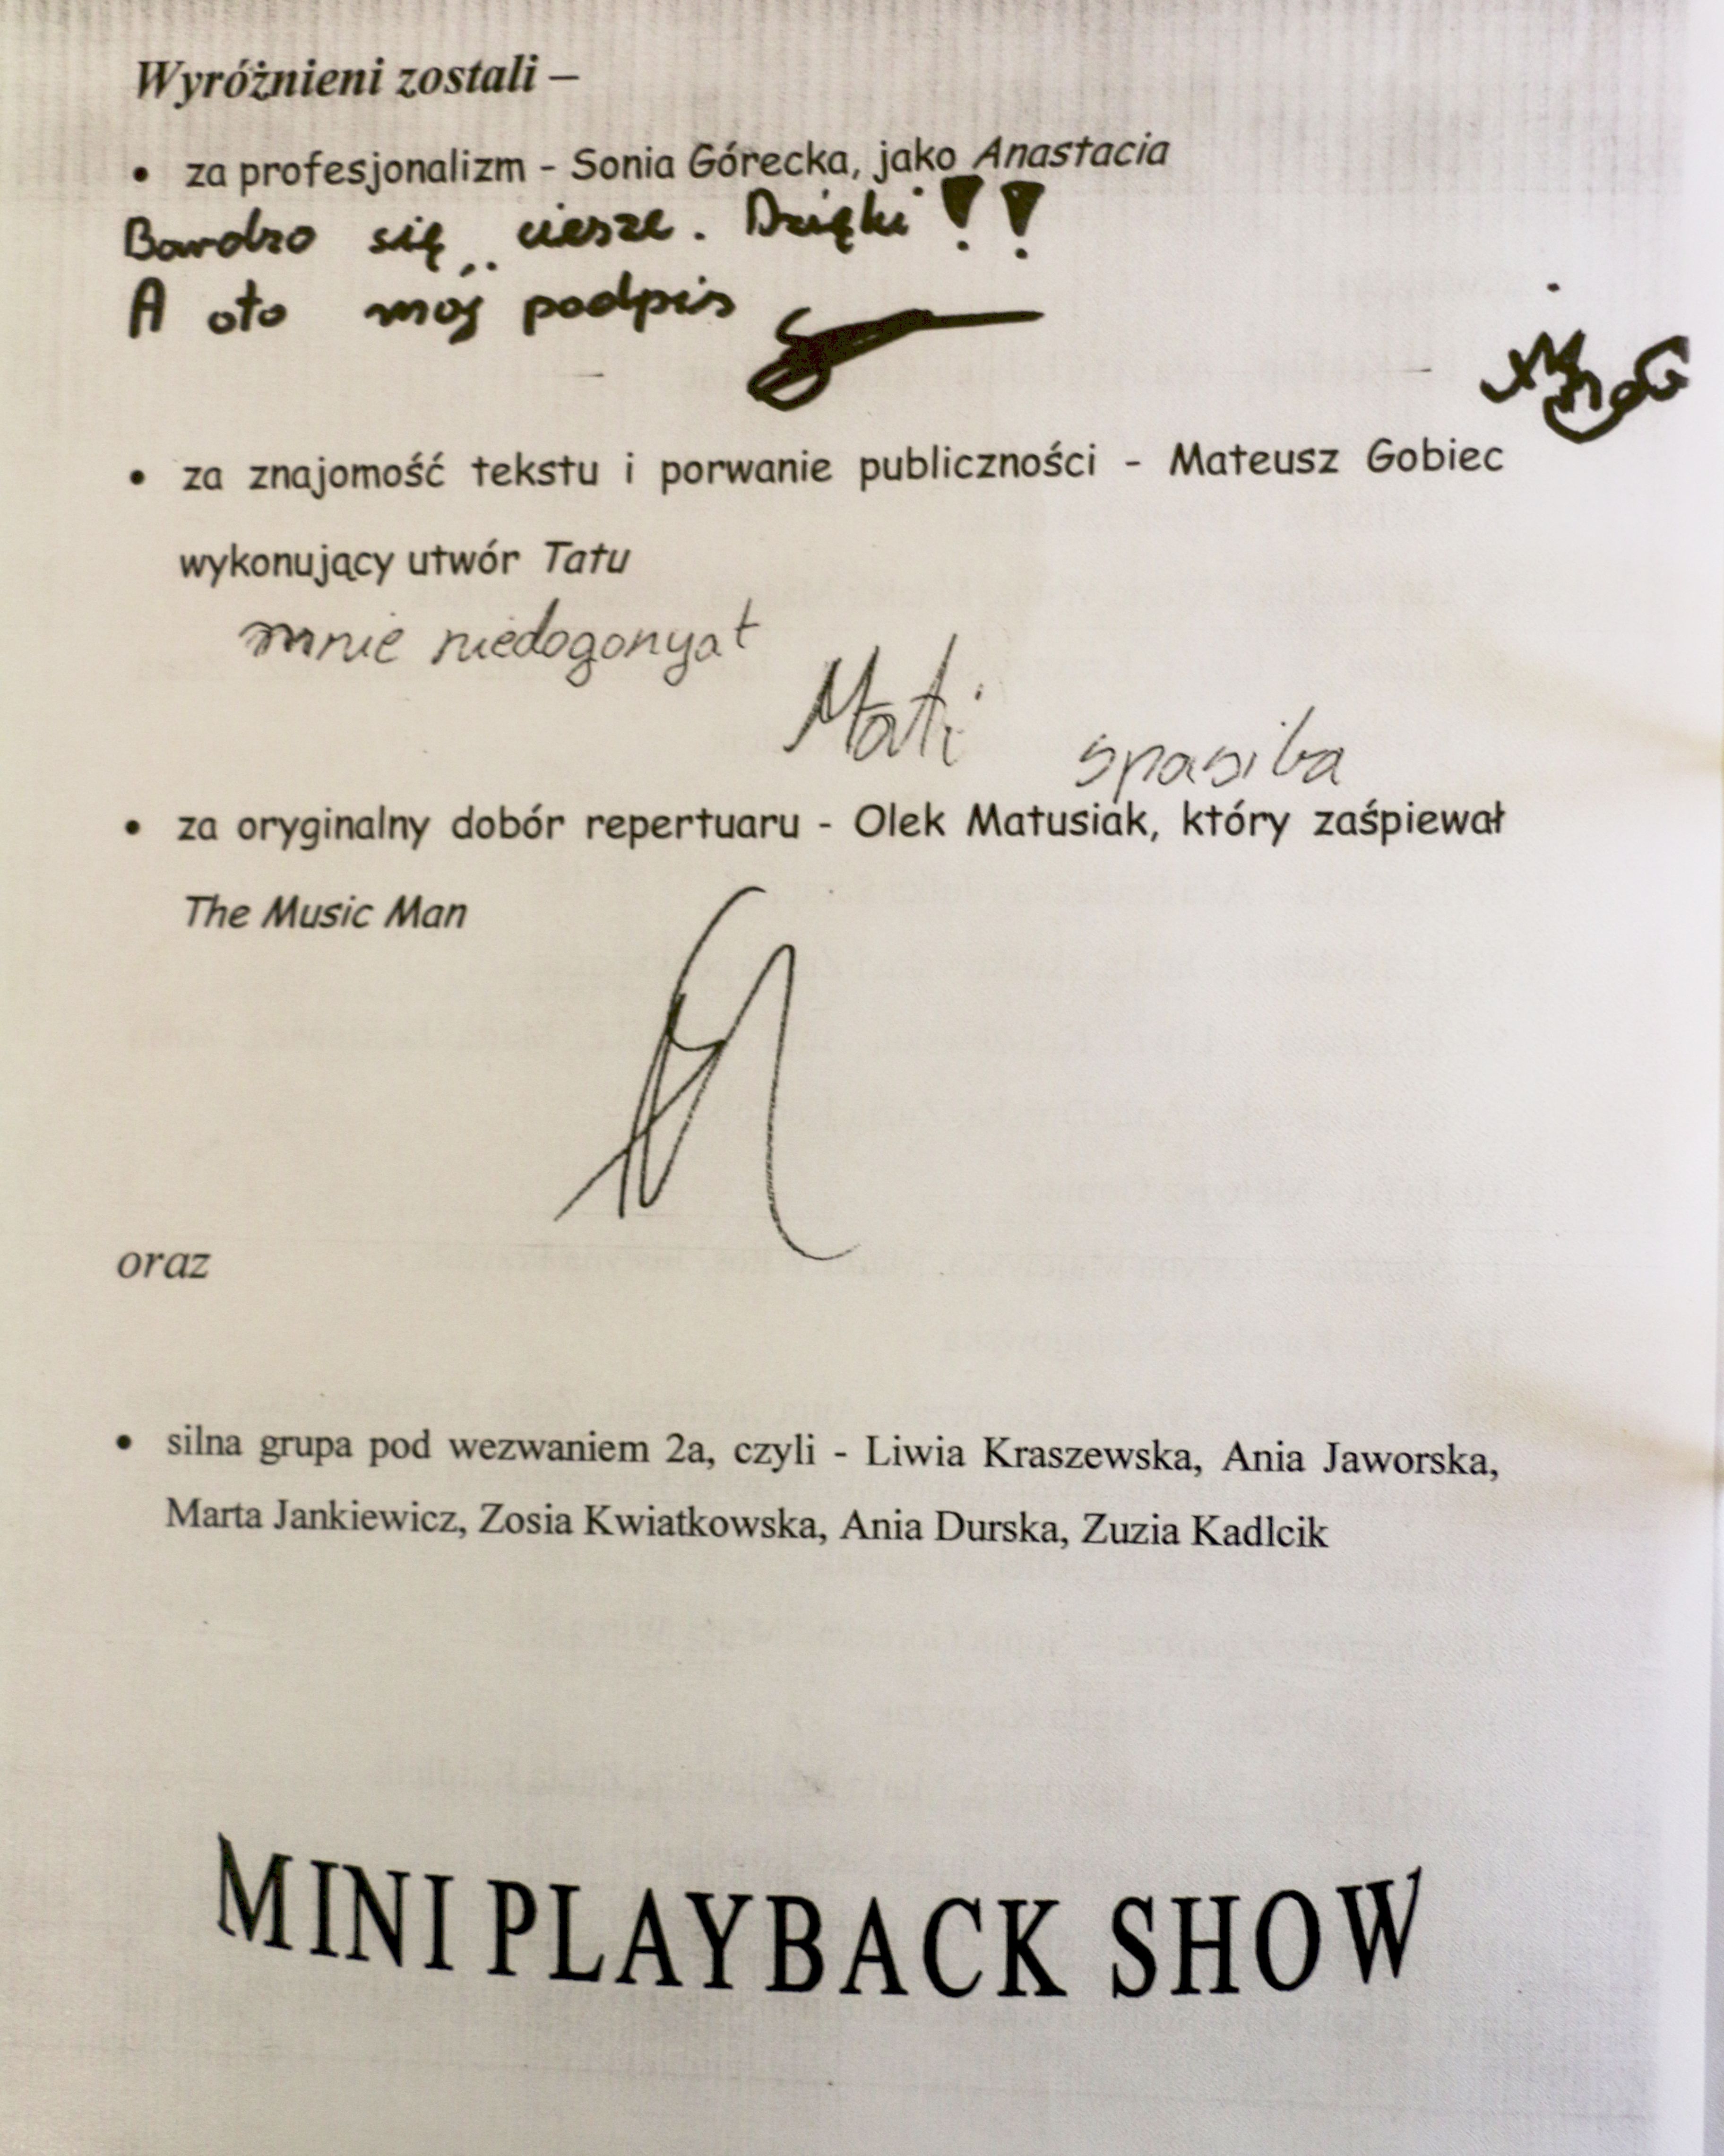 Wyróżnieni zostali –
• za profesjonalizm - Sonia Górecka, jako Anastacia
Bardzo się ciesze. Dzięki!!
A oto mój podpis
• za znajomość tekstu i porwanie publiczności - Mateusz Gobiec
wykonujący utwór Tatu
mnie niedogonyat
Mati spasiba
• za oryginalny dobór repertuaru - Olek Matusiak, który zaśpiewał
The Music Man
oraz
• silna grupa pod wezwaniem 2a, czyli - Liwia Kraszewska, Ania Jaworska,
Marta Jankiewicz, Zosia Kwiatkowska, Ania Durska, Zuzia Kadlcik
MINI PLAYBACK SHOW